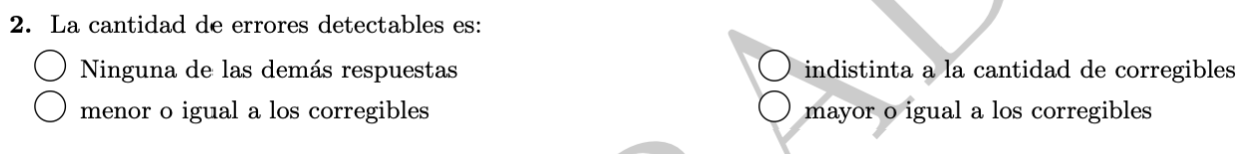 2. La cantidad de errores detectables es:
Ninguna de las demás respuestas
indistinta a la cantidad de corregibles
menor o igual a los corregibles
mayor o igual a los corregibles